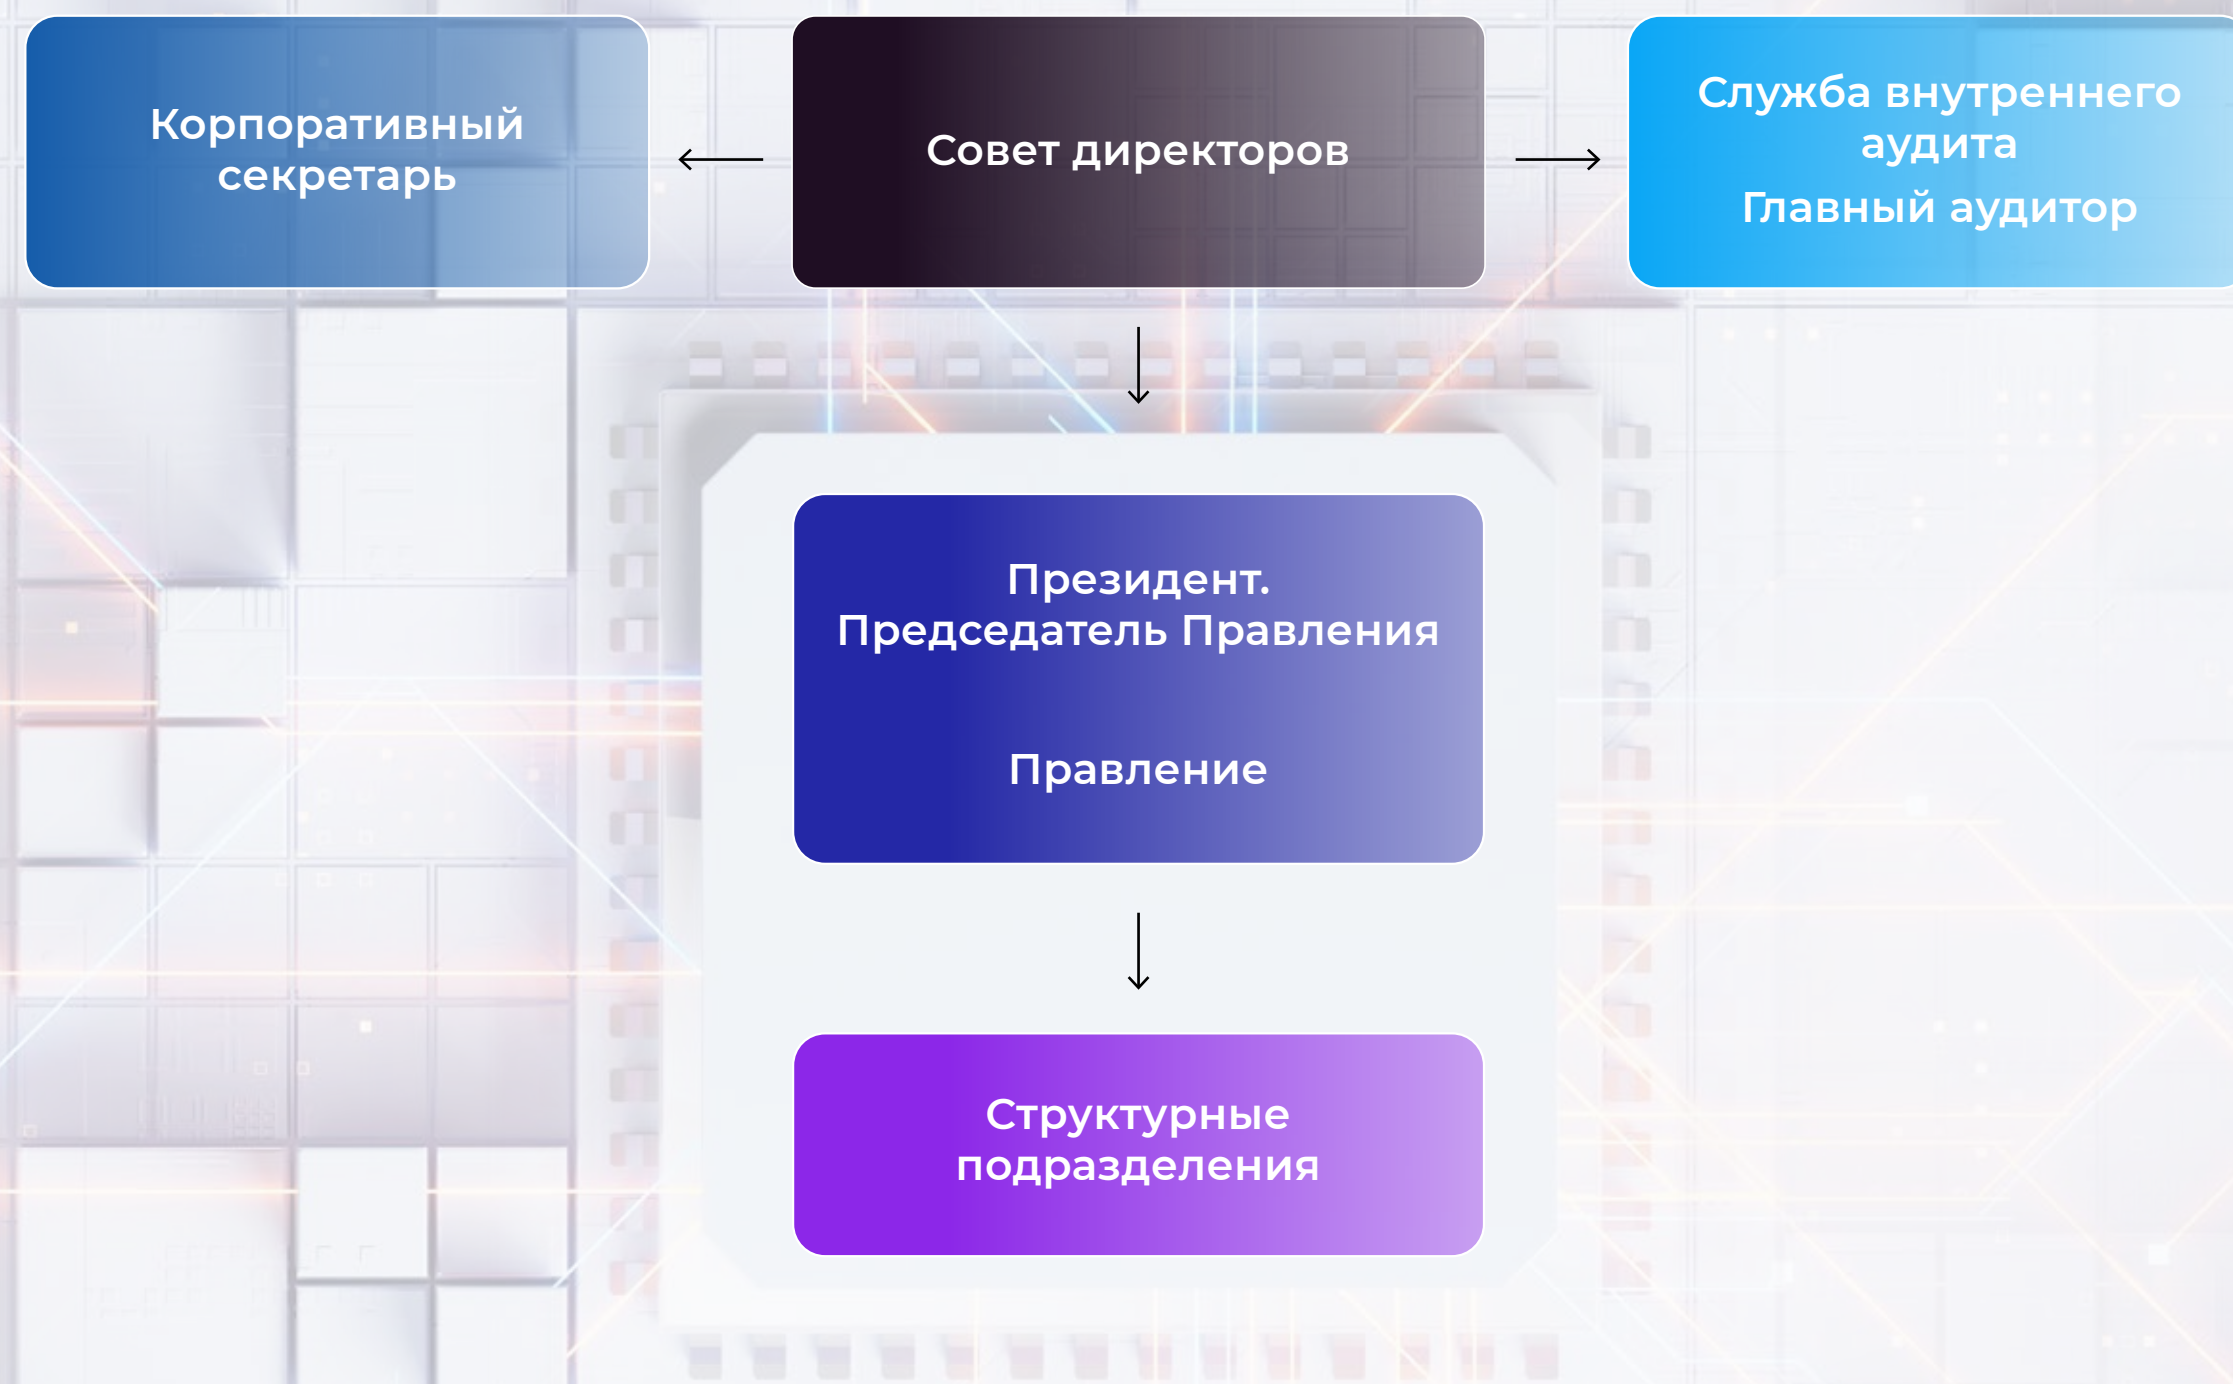 Корпоративный
секретарь
Совет директоров
Служба внутреннего
аудита
Главный аудитор
Президент.
Председатель Правления
Правление
Структурные
подразделения